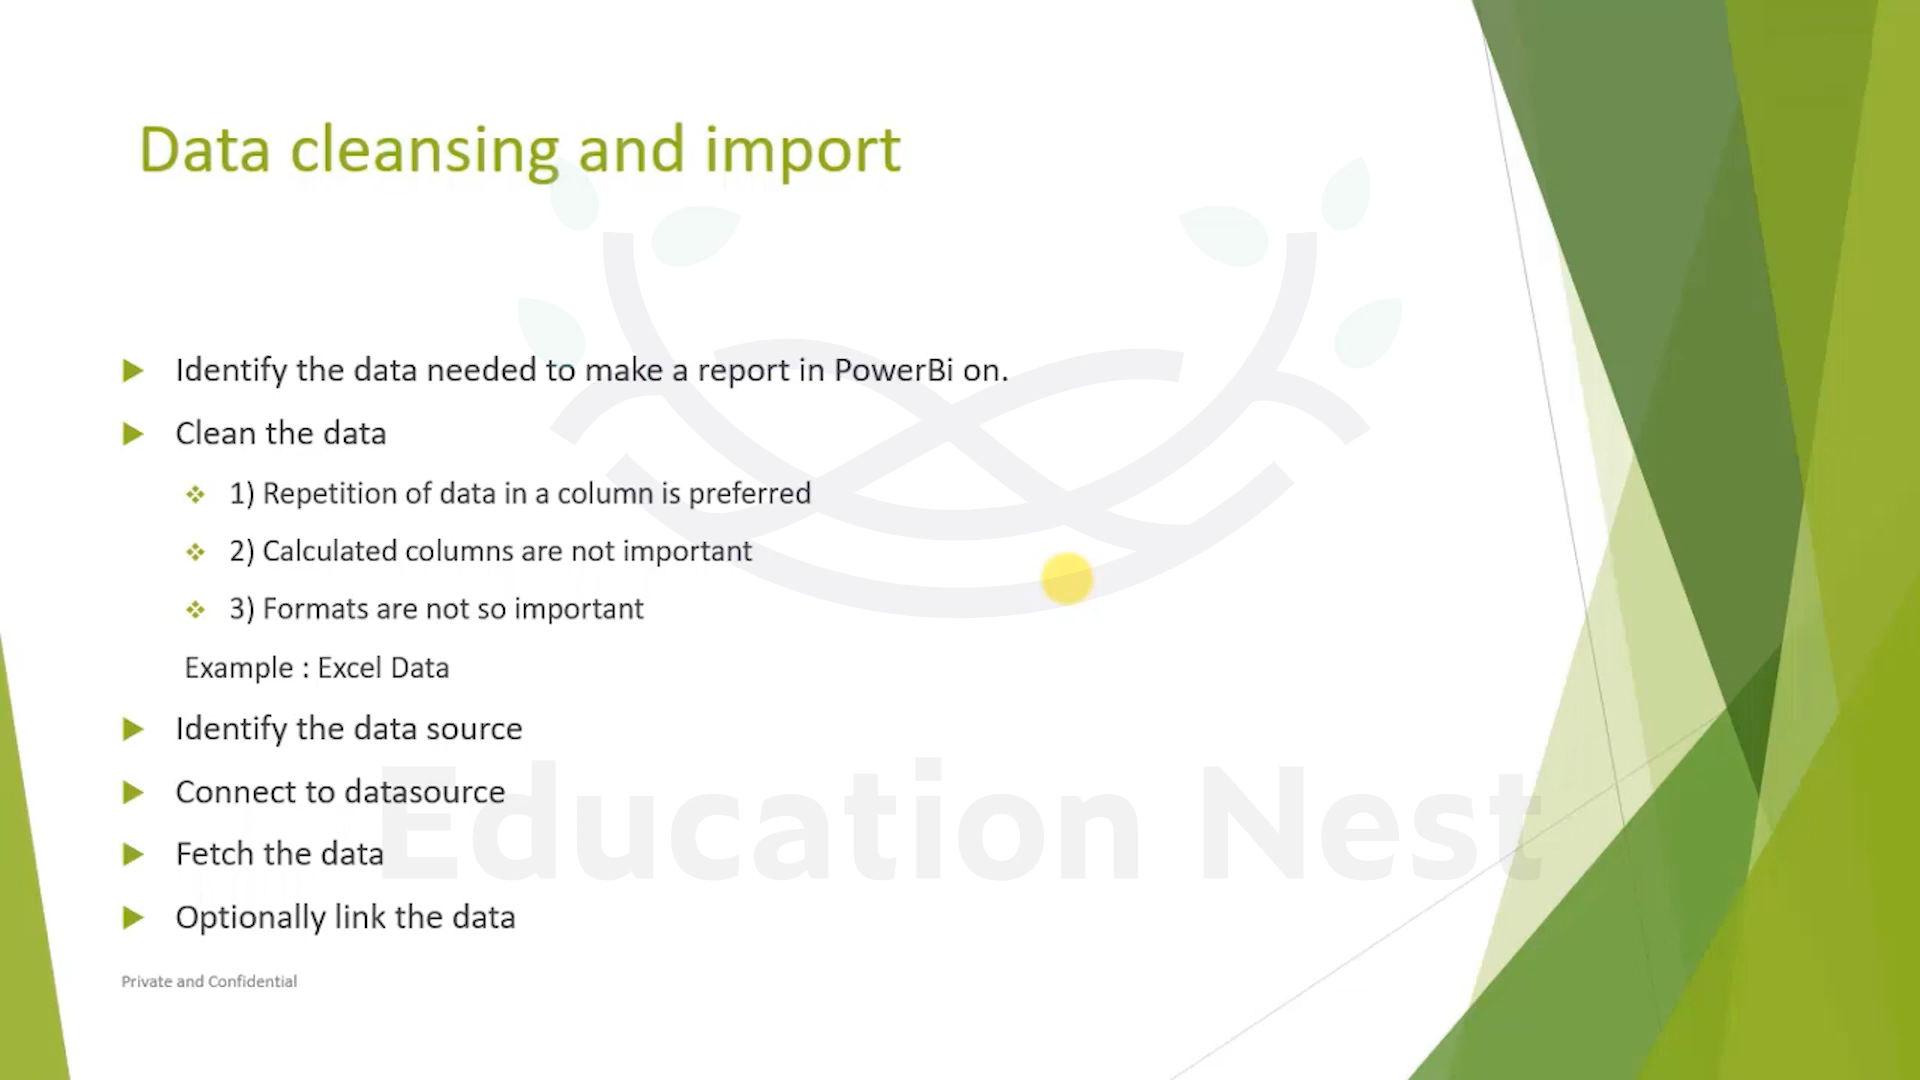 Data cleansing and import
Identify the data needed to make a report in PowerBi on.
Clean the data
1) Repetition of data in a column is preferred
2) Calculated columns are not important
3) Formats are not so important
Example : Excel Data
Identify the data source
Connect to datasource
Fetch the data
Optionally link the data
Education Nest
Private and Confidential